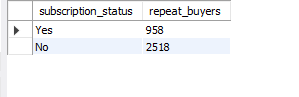 subscription_status repeat_buyers
Yes 958
No 2518